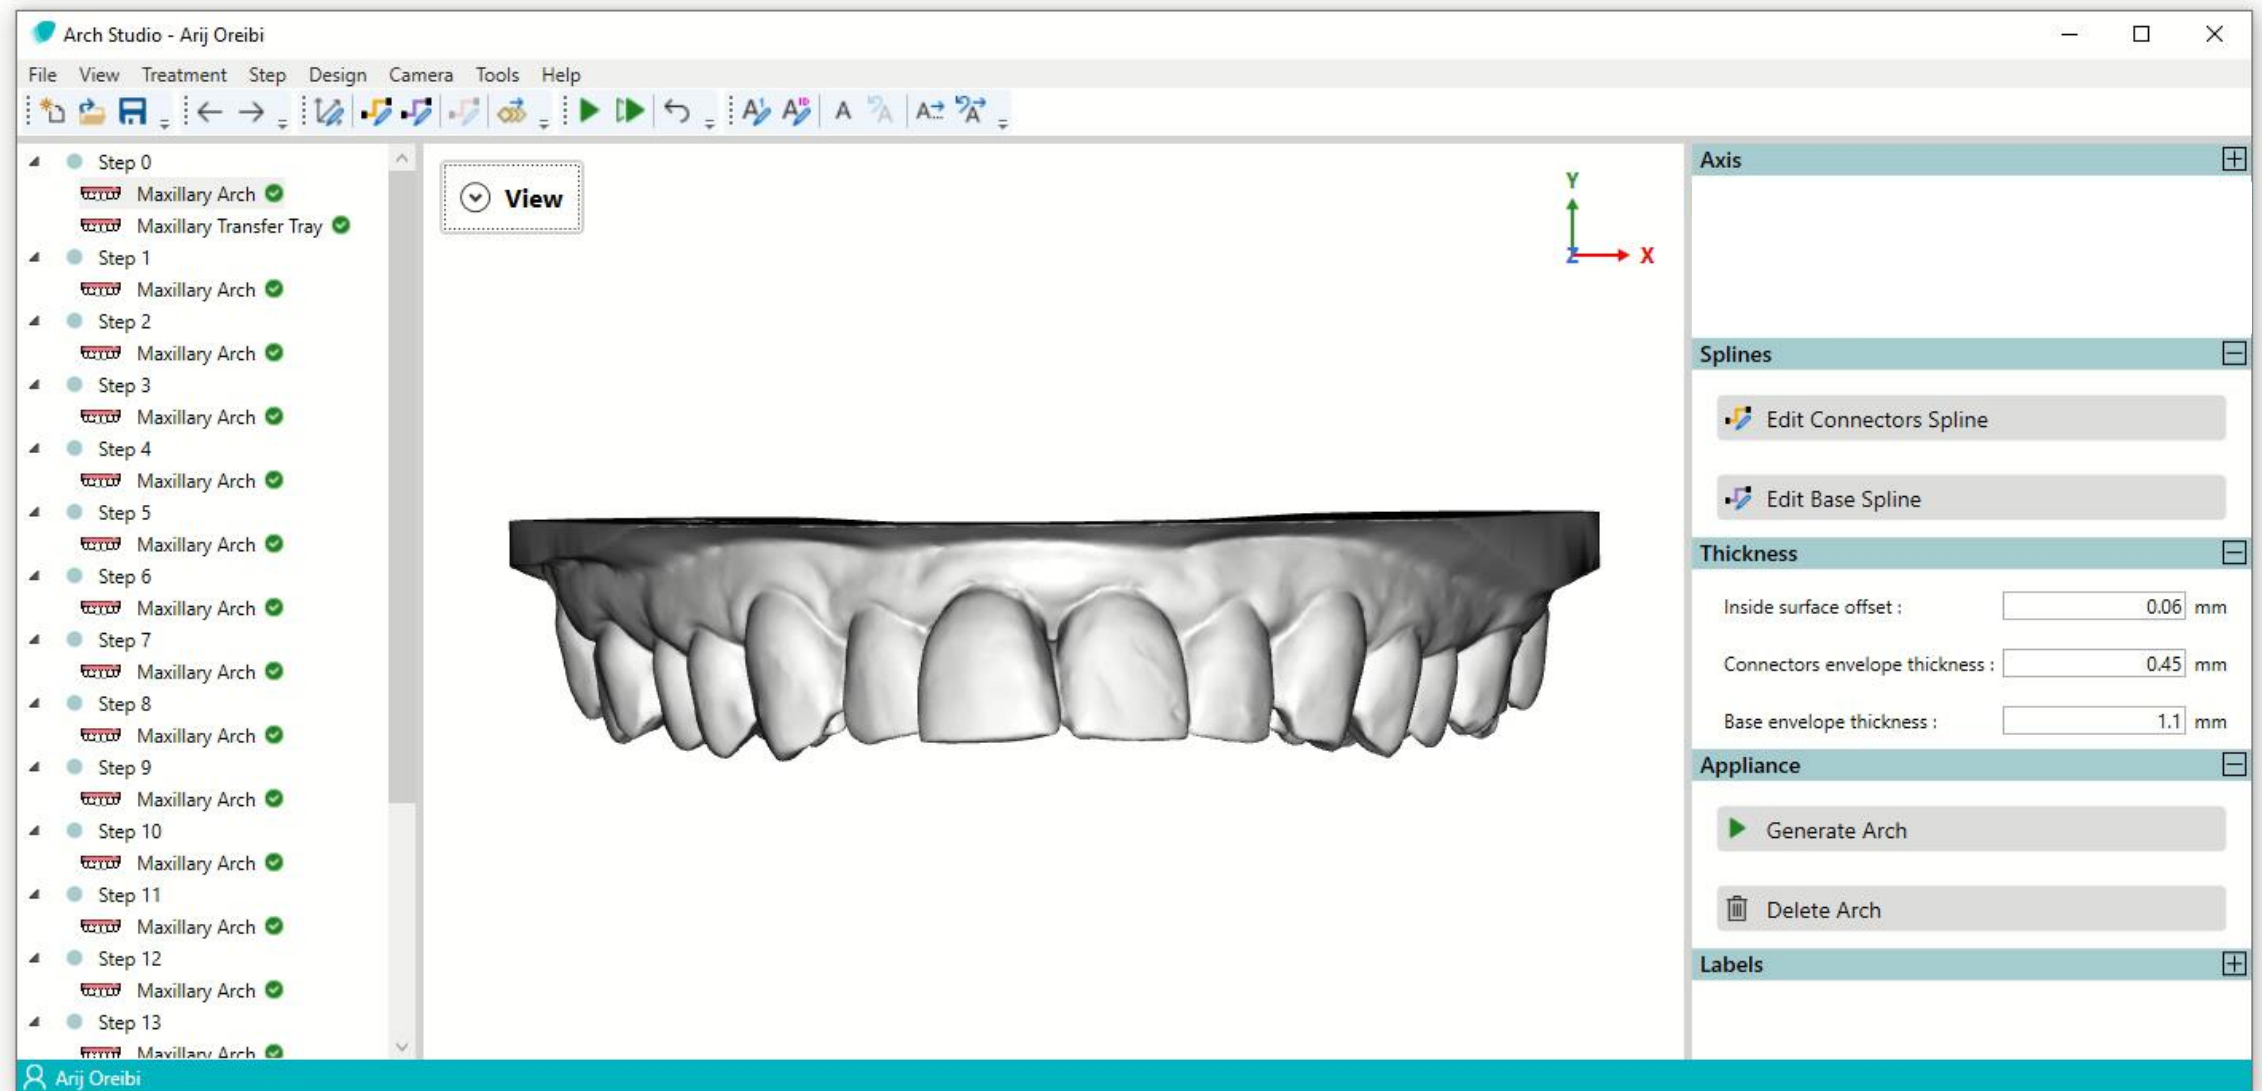 Arch Studio - Arij Oreibi
File View Treatment Step Design Camera Tools Help
Step 0
Maxillary Arch
Maxillary Transfer Tray
Step 1
Maxillary Arch
Step 2
Maxillary Arch
Step 3
Maxillary Arch
Step 4
Maxillary Arch
Step 5
Maxillary Arch
Step 6
Maxillary Arch
Step 7
Maxillary Arch
Step 8
Maxillary Arch
Step 9
Maxillary Arch
Step 10
Maxillary Arch
Step 11
Maxillary Arch
Step 12
Maxillary Arch
Step 13
Maxillary Arch
View
Y
Z X
Axis
Splines
Edit Connectors Spline
Edit Base Spline
Thickness
Inside surface offset : 0.06 mm
Connectors envelope thickness : 0.45 mm
Base envelope thickness : 1.1 mm
Appliance
Generate Arch
Delete Arch
Labels
Arij Oreibi